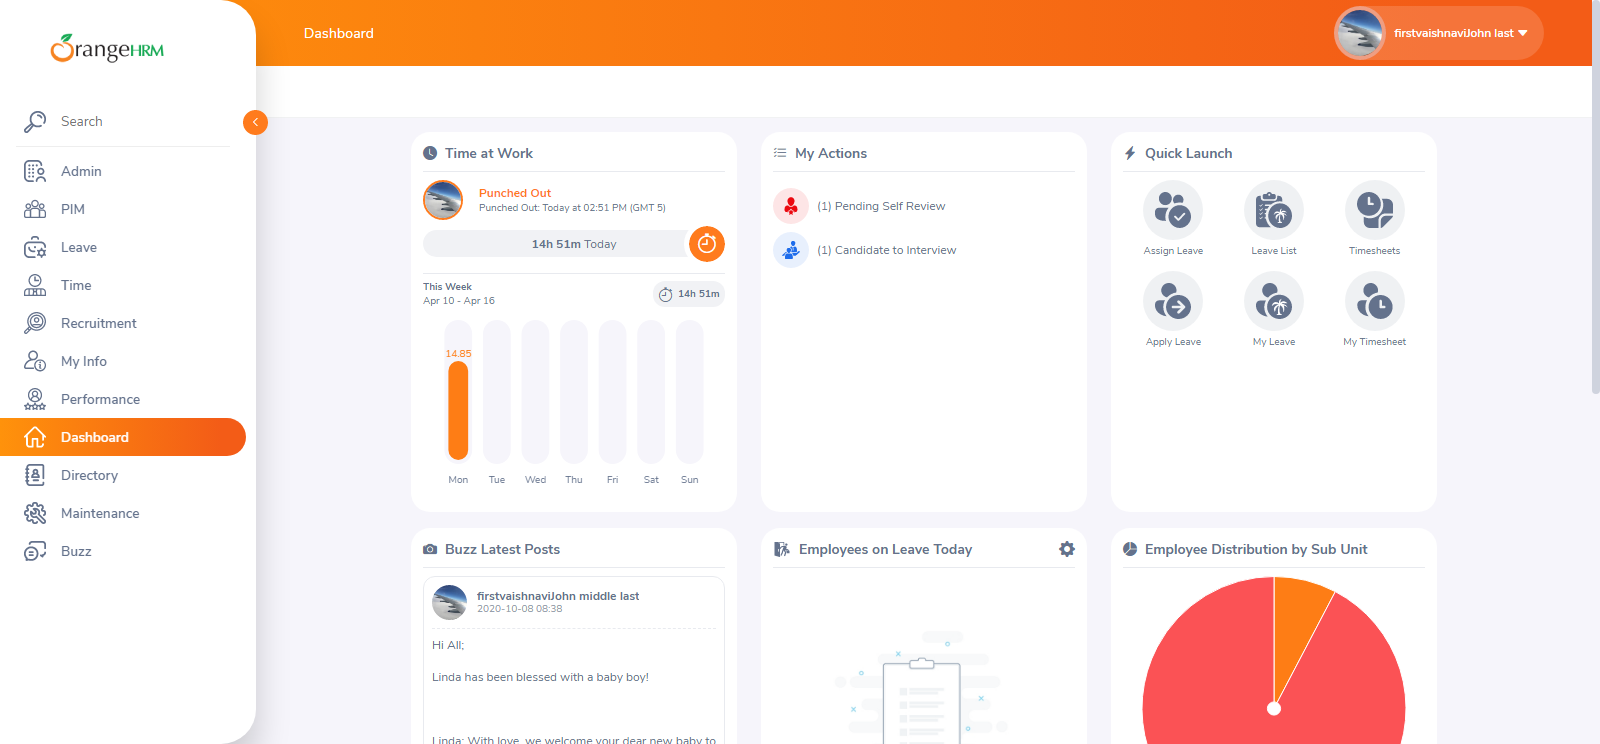 OrangeHRM
Dashboard
firstvaishnaviJohn last
Search
Admin
PIM
Leave
Time
Recruitment
My Info
Performance
Dashboard
Directory
Maintenance
Buzz
Time at Work
Punched Out
Punched Out: Today at 02:51 PM (GMT 5)
14h 51m Today
This Week
Apr 10 - Apr 16
14h 51m
14.85
Mon Tue Wed Thu Fri Sat Sun
My Actions
(1) Pending Self Review
(1) Candidate to Interview
Quick Launch
Assign Leave
Leave List
Timesheets
Apply Leave
My Leave
My Timesheet
Buzz Latest Posts
firstvaishnaviJohn middle last
2020-10-08 08:38
Hi All;
Linda has been blessed with a baby boy!
Linda: With love, we welcome your dear new baby to
Employees on Leave Today
Employee Distribution by Sub Unit